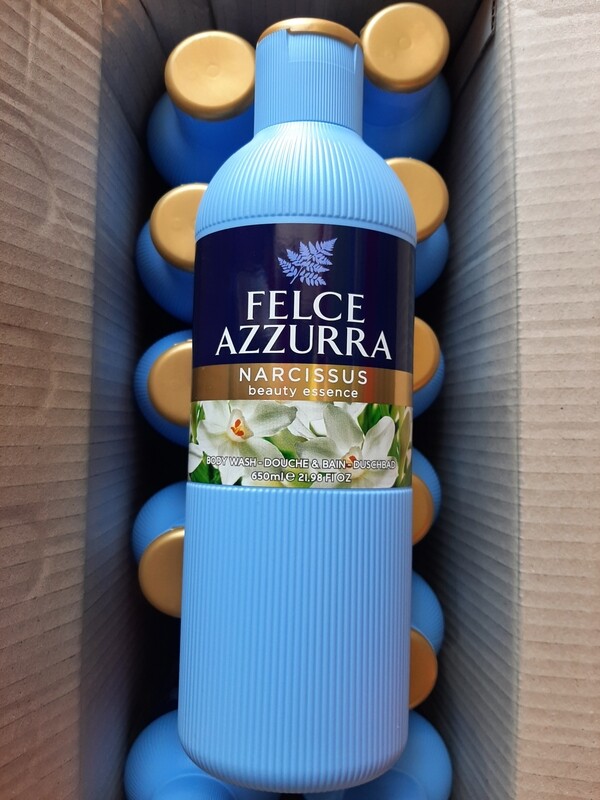 FELCE
AZZURRA
NARCISSUS
beauty essence
BODY WASH - DOUCHE & BAIN - DUSCHBAD
650ml ℮ 21.98 Fl OZ